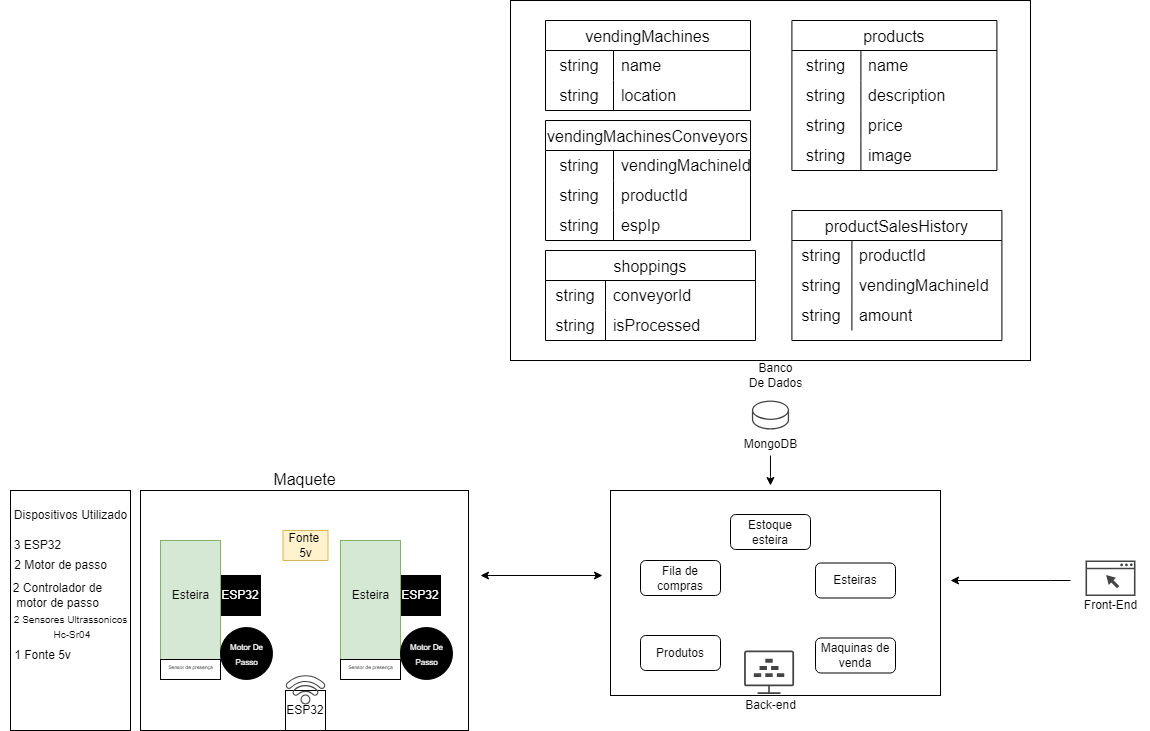 vendingMachines
string name
string location
vendingMachinesConveyors
string vendingMachineId
string productId
string espIp
shoppings
string conveyorId
string isProcessed
products
string name
string description
string price
string image
productSalesHistory
string productId
string vendingMachineId
string amount
Banco
De Dados
MongoDB
Maquete
Dispositivos Utilizado
3 ESP32
2 Motor de passo
2 Controlador de
motor de passo
2 Sensores Ultrassonicos
Hc-Sr04
1 Fonte 5v
Fonte
5v
Esteira
ESP32
Motor De
Passo
Sensor de presença
Esteira
ESP32
Motor De
Passo
Sensor de presença
ESP32
Estoque
esteira
Fila de
compras
Esteiras
Produtos
Maquinas de
venda
Back-end
Front-End